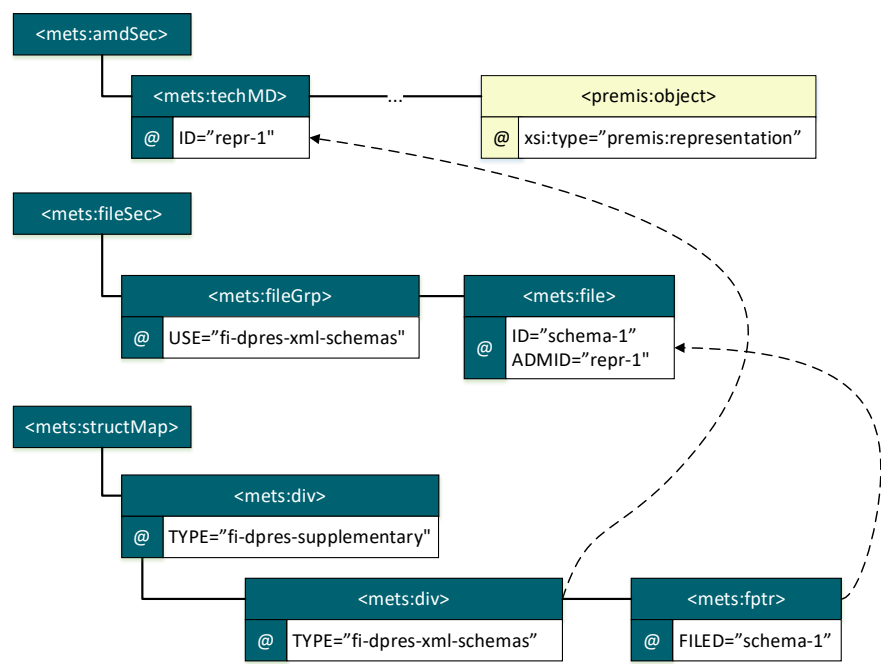 <mets:amdSec>
<mets:techMD>
...
<premis:object>
@
ID=”repr-1"
@
xsi:type=”premis:representation”
<mets:fileSec>
<mets:fileGrp>
<mets:file>
@
USE=”fi-dpres-xml-schemas"
@
ID=”schema-1”
ADMID=”repr-1"
<mets:structMap>
<mets:div>
@
TYPE=”fi-dpres-supplementary"
<mets:div>
<mets:fptr>
@
TYPE=”fi-dpres-xml-schemas”
@
FILED=”schema-1”